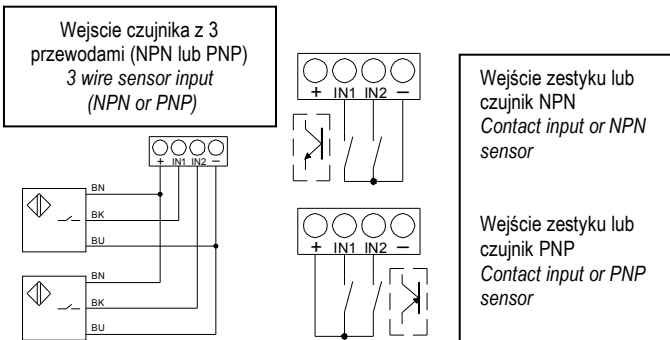 Wejscie czujnika z 3
przewodami (NPN lub PNP)
3 wire sensor input
(NPN or PNP)
+ IN1 IN2 −
BN
BK
BU
BN
BK
BU
+ IN1 IN2 −
+ IN1 IN2 −
Wejście zestyku lub
czujnik NPN
Contact input or NPN
sensor
Wejście zestyku lub
czujnik PNP
Contact input or PNP
sensor